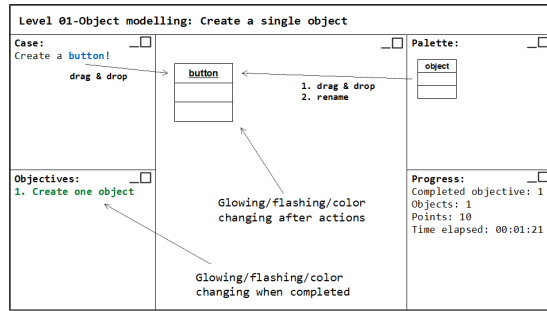 Level 01-Object modelling: Create a single object
Case:
Create a button!
drag & drop
button
1. drag & drop
2. rename
Palette:
object
Objectives:
1. Create one object
Glowing/flashing/color
changing after actions
Glowing/flashing/color
changing when completed
Progress:
Completed objective: 1
Objects: 1
Points: 10
Time elapsed: 00:01:21